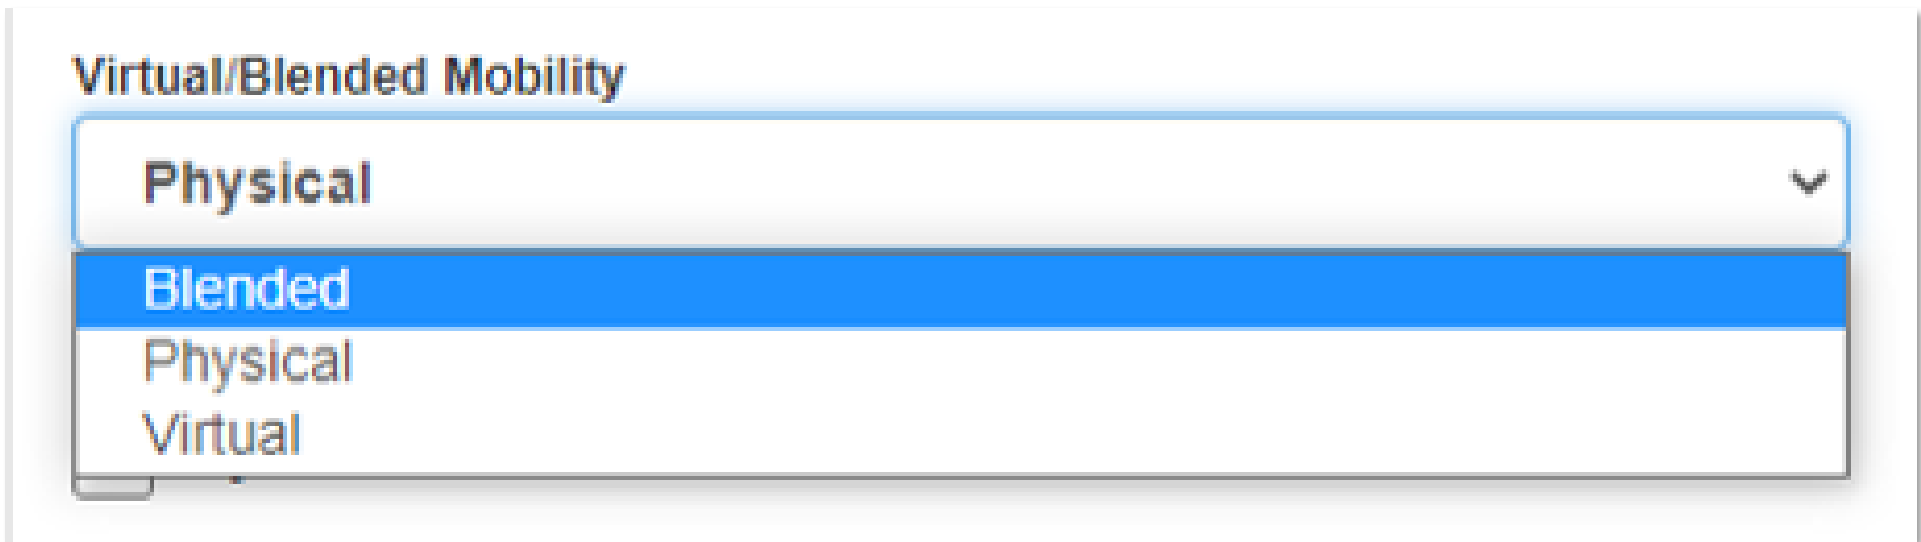 Virtual/Blended Mobility
Physical
Blended
Physical
Virtual